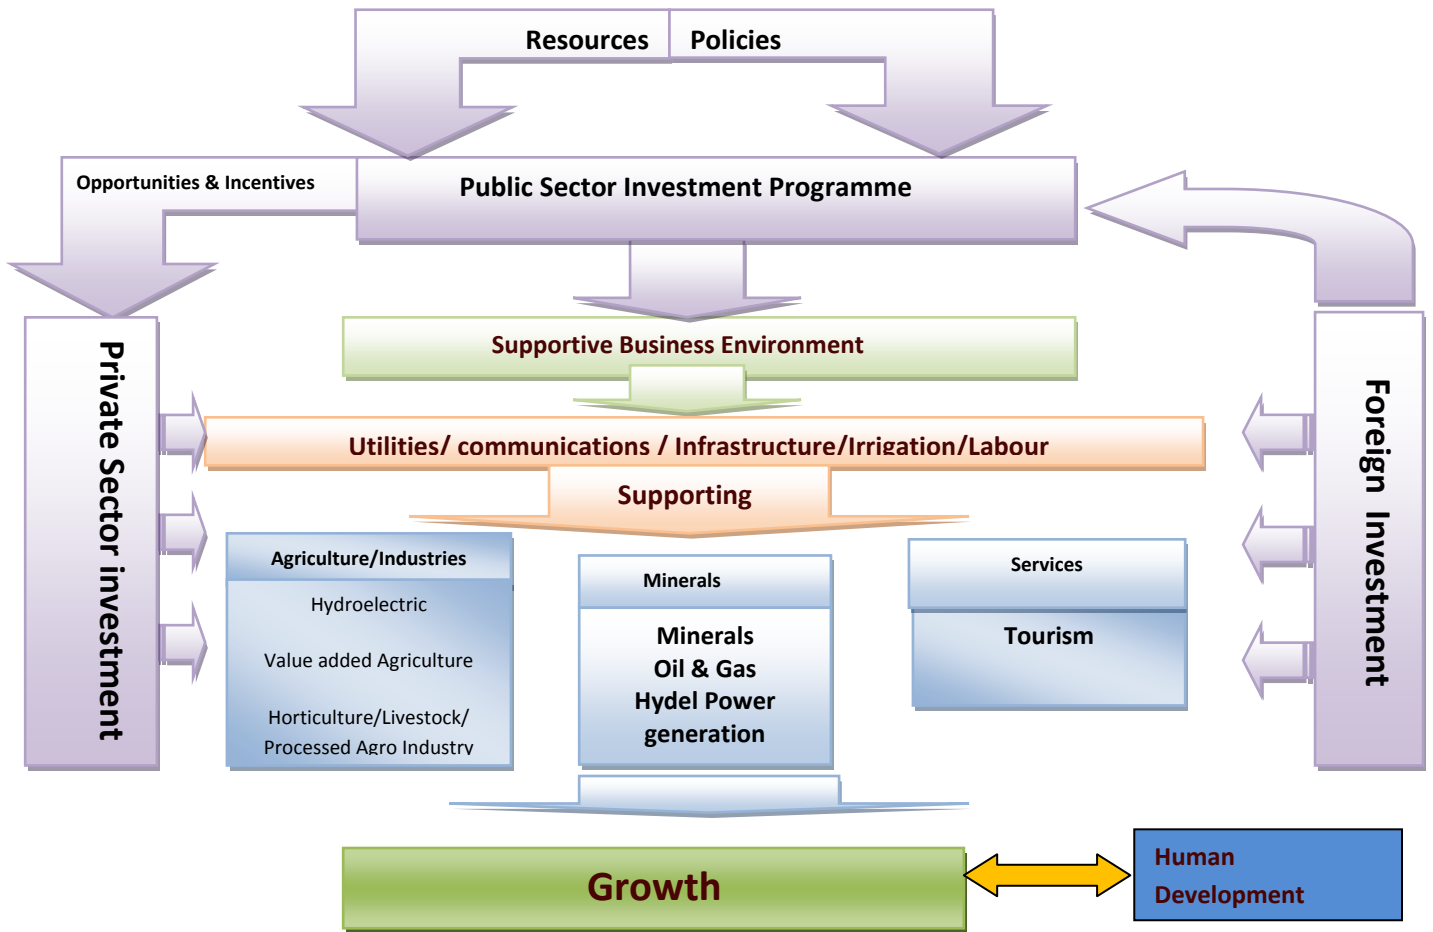 Resources
Policies
Opportunities & Incentives
Public Sector Investment Programme
Supportive Business Environment
Private Sector investment
Foreign Investment
Utilities/ communications / Infrastructure/Irrigation/Labour
Supporting
Agriculture/Industries
Hydroelectric
Value added Agriculture
Horticulture/Livestock/
Processed Agro Industry
Minerals
Minerals
Oil & Gas
Hydel Power
generation
Services
Tourism
Growth
Human
Development